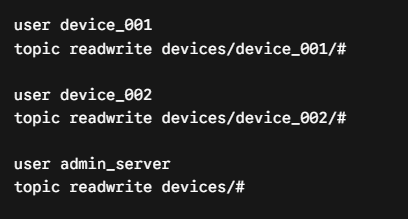 user device_001
topic readwrite devices/device_001/#
user device_002
topic readwrite devices/device_002/#
user admin_server
topic readwrite devices/#